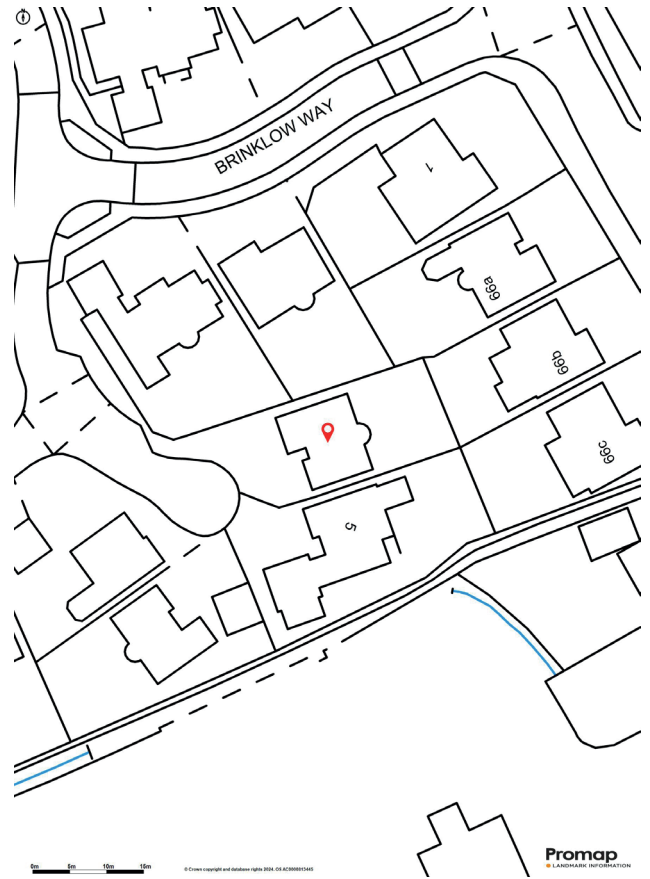 BRINKLOW WAY
1
66a
66b
66c
5
0m 5m 10m 15m
© Crown copyright and database rights 2024. OS AC0000813445
Promap
LANDMARK INFORMATION